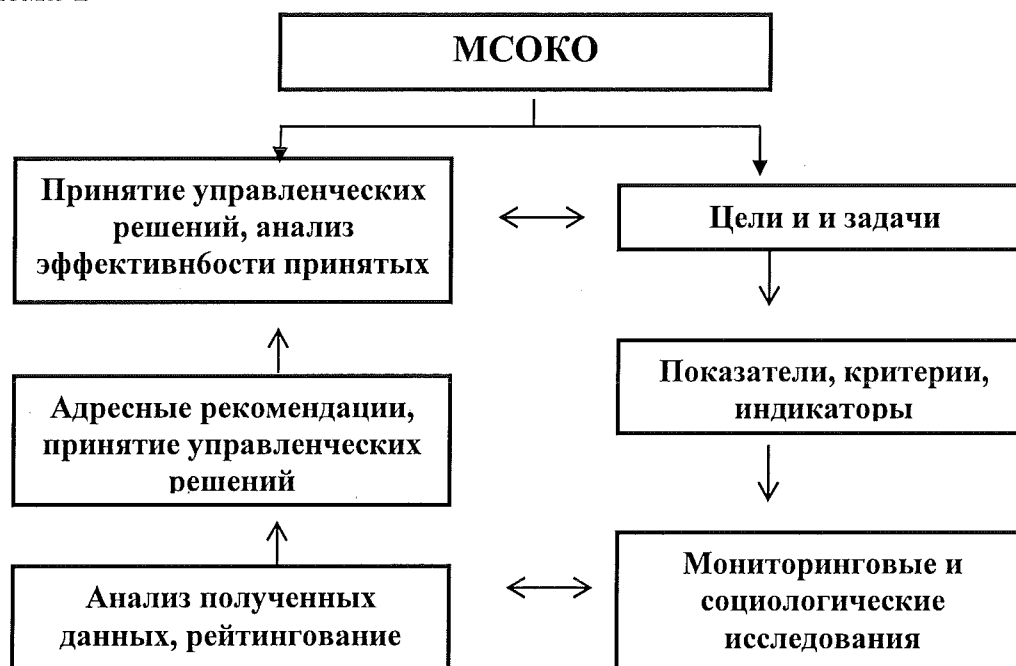 МСОКО
Принятие управленческих
решений, анализ
эффективнбости принятых
Цели и и задачи
Показатели, критерии,
индикаторы
Адресные рекомендации,
принятие управленческих
решений
Анализ полученных
данных, рейтингование
Мониторинговые и
социологические
исследования